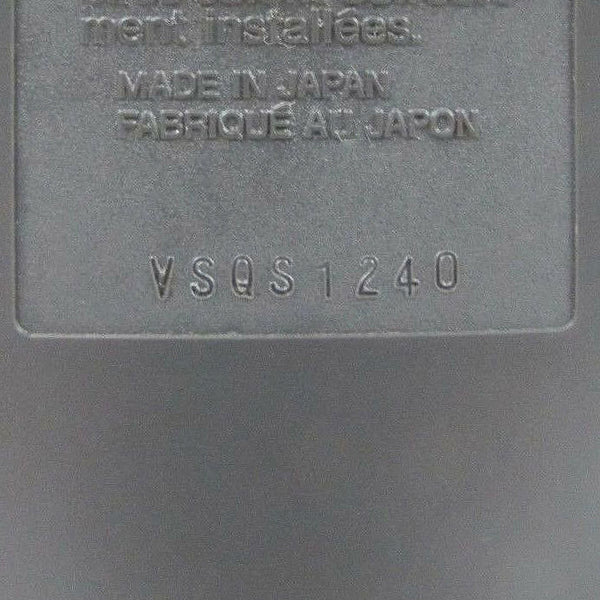 ment installées.
MADE IN JAPAN
FABRIQUÉ AU JAPON
VSQS1240